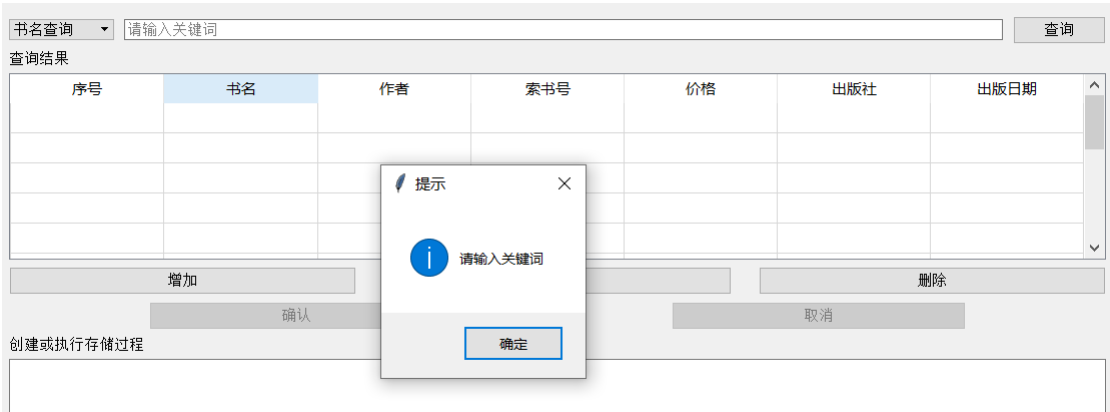 书名查询 请输入关键词 查询
查询结果
序号 书名 作者 索书号 价格 出版社 出版日期
提示
请输入关键词
确定
增加 删除
确认 取消
创建或执行存储过程